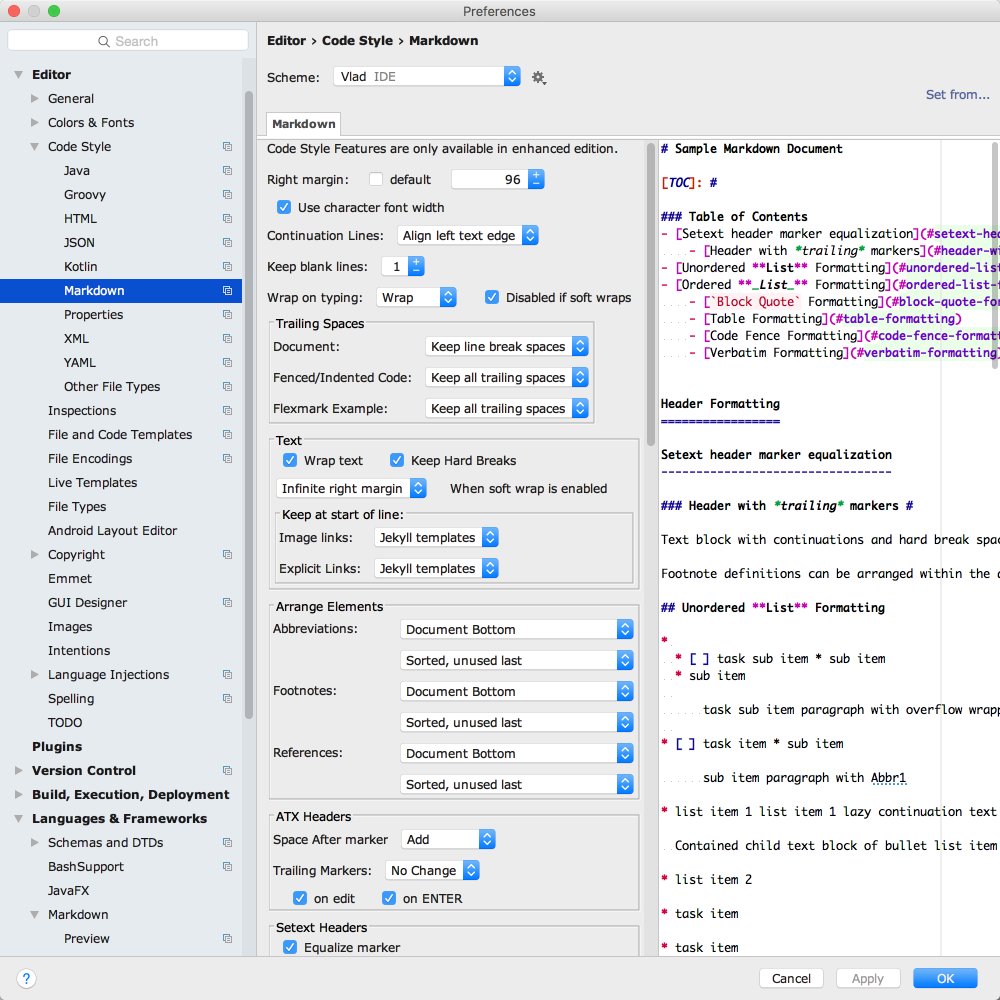 Preferences
Search
Editor
General
Colors & Fonts
Code Style
Java
Groovy
HTML
JSON
Kotlin
Markdown
Properties
XML
YAML
Other File Types
Inspections
File and Code Templates
File Encodings
Live Templates
File Types
Android Layout Editor
Copyright
Emmet
GUI Designer
Images
Intentions
Language Injections
Spelling
TODO
Plugins
Version Control
Build, Execution, Deployment
Languages & Frameworks
Schemas and DTDs
BashSupport
JavaFX
Markdown
Preview
Editor › Code Style › Markdown
Scheme: Vlad IDE
Set from...
Markdown
Code Style Features are only available in enhanced edition.
Right margin: default 96
Use character font width
Continuation Lines: Align left text edge
Keep blank lines: 1
Wrap on typing: Wrap Disabled if soft wraps
Trailing Spaces
Document: Keep line break spaces
Fenced/Indented Code: Keep all trailing spaces
Flexmark Example: Keep all trailing spaces
Text
Wrap text Keep Hard Breaks
Infinite right margin When soft wrap is enabled
Keep at start of line:
Image links: Jekyll templates
Explicit Links: Jekyll templates
Arrange Elements
Abbreviations: Document Bottom
Sorted, unused last
Footnotes: Document Bottom
Sorted, unused last
References: Document Bottom
Sorted, unused last
ATX Headers
Space After marker Add
Trailing Markers: No Change
on edit on ENTER
Setext Headers
Equalize marker
# Sample Markdown Document
[TOC]: #
### Table of Contents
- [Setext header marker equalization](#setext-hea
- [Header with *trailing* markers](#header-wi
- [Unordered **List** Formatting](#unordered-list
- [Ordered **_List_** Formatting](#ordered-list-f
- [`Block Quote` Formatting](#block-quote-for
- [Table Formatting](#table-formatting)
- [Code Fence Formatting](#code-fence-formatt
- [Verbatim Formatting](#verbatim-formatting)
Header Formatting
=================
Setext header marker equalization
---------------------------------
### Header with *trailing* markers #
Text block with continuations and hard break spac
Footnote definitions can be arranged within the d
## Unordered **List** Formatting
*
* [ ] task sub item * sub item
* sub item
task sub item paragraph with overflow wrapp
* [ ] task item * sub item
sub item paragraph with Abbr1
* list item 1 list item 1 lazy continuation text
Contained child text block of bullet list item
* list item 2
* task item
* task item
?
Cancel
Apply
OK